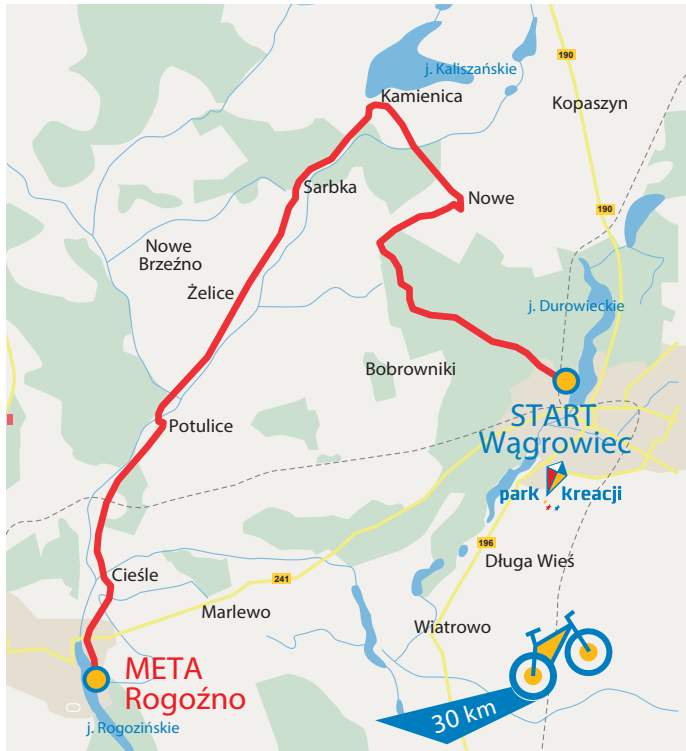 190
j. Kaliszańskie
Kamienica
Kopaszyn
Sarbka
Nowe
190
Nowe
Brzeźno
Żelice
j. Durowieckie
Bobrowniki
Potulice
START
Wągrowiec
park Kreacji
196
Długa Wieś
Cieśle
241
Marlewo
Wiatrowo
META
Rogoźno
30 km
j. Rogozińskie